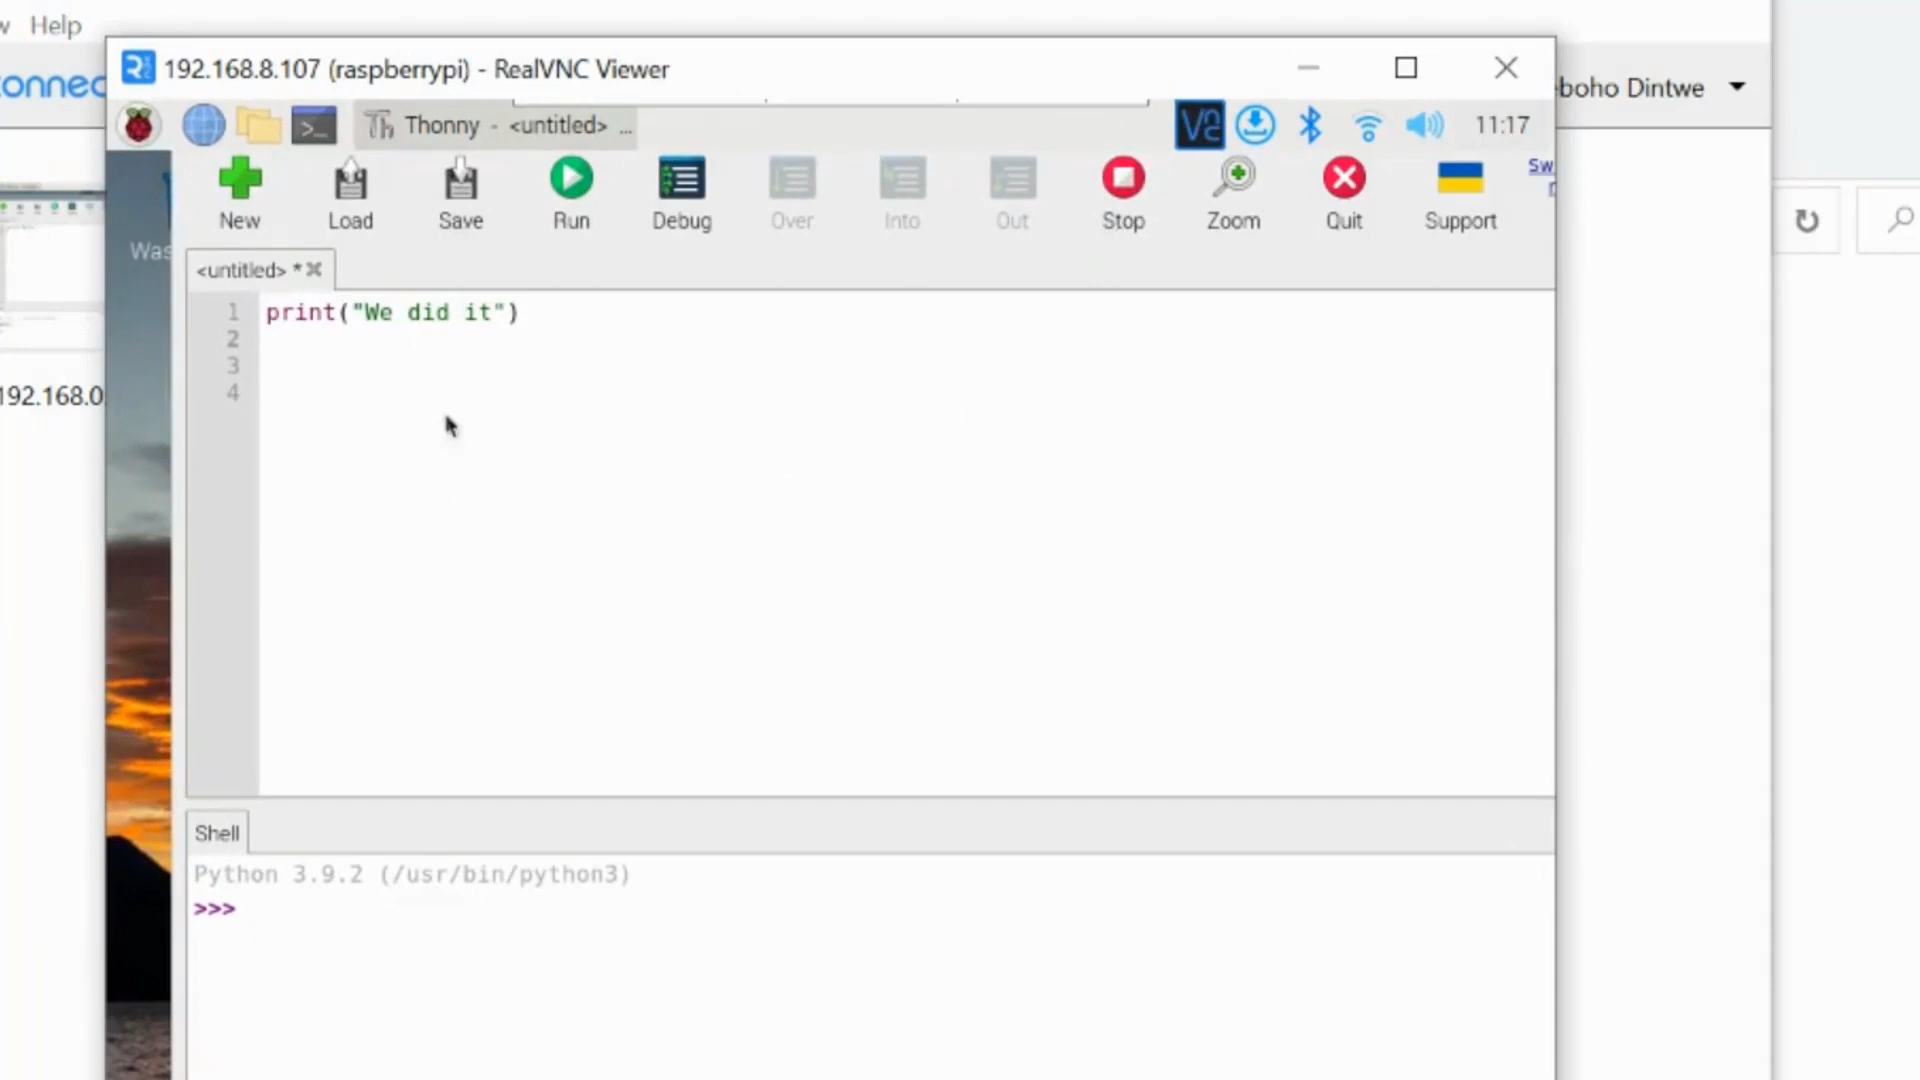 Help
192.168.8.107 (raspberrypi) - RealVNC Viewer
onnec
boho Dintwe
Thonny - <untitled> ...
11:17
New
Load
Save
Run
Debug
Over
Into
Out
Stop
Zoom
Quit
Support
Sw
Was
<untitled> *
1 print("We did it")
2
3
4
192.168.0
Shell
Python 3.9.2 (/usr/bin/python3)
>>>